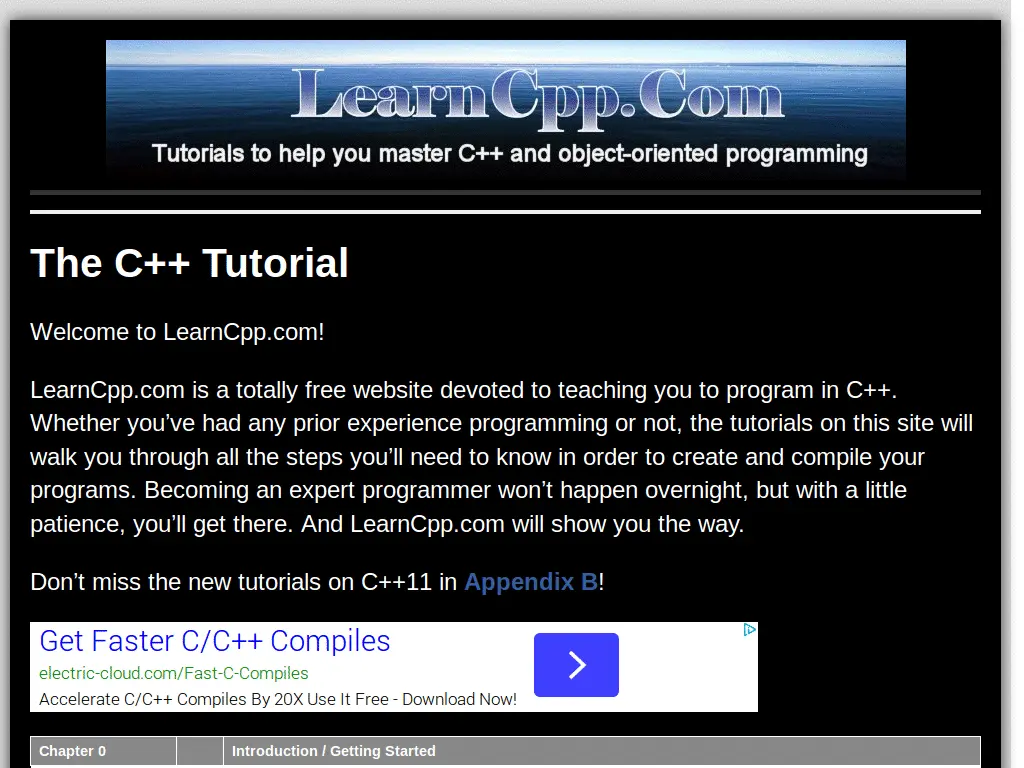 LearnCpp.Com
Tutorials to help you master C++ and object-oriented programming
The C++ Tutorial
Welcome to LearnCpp.com!
LearnCpp.com is a totally free website devoted to teaching you to program in C++.
Whether you’ve had any prior experience programming or not, the tutorials on this site will
walk you through all the steps you’ll need to know in order to create and compile your
programs. Becoming an expert programmer won’t happen overnight, but with a little
patience, you’ll get there. And LearnCpp.com will show you the way.
Don’t miss the new tutorials on C++11 in Appendix B!
Get Faster C/C++ Compiles
electric-cloud.com/Fast-C-Compiles
Accelerate C/C++ Compiles By 20X Use It Free - Download Now!
Chapter 0 Introduction / Getting Started